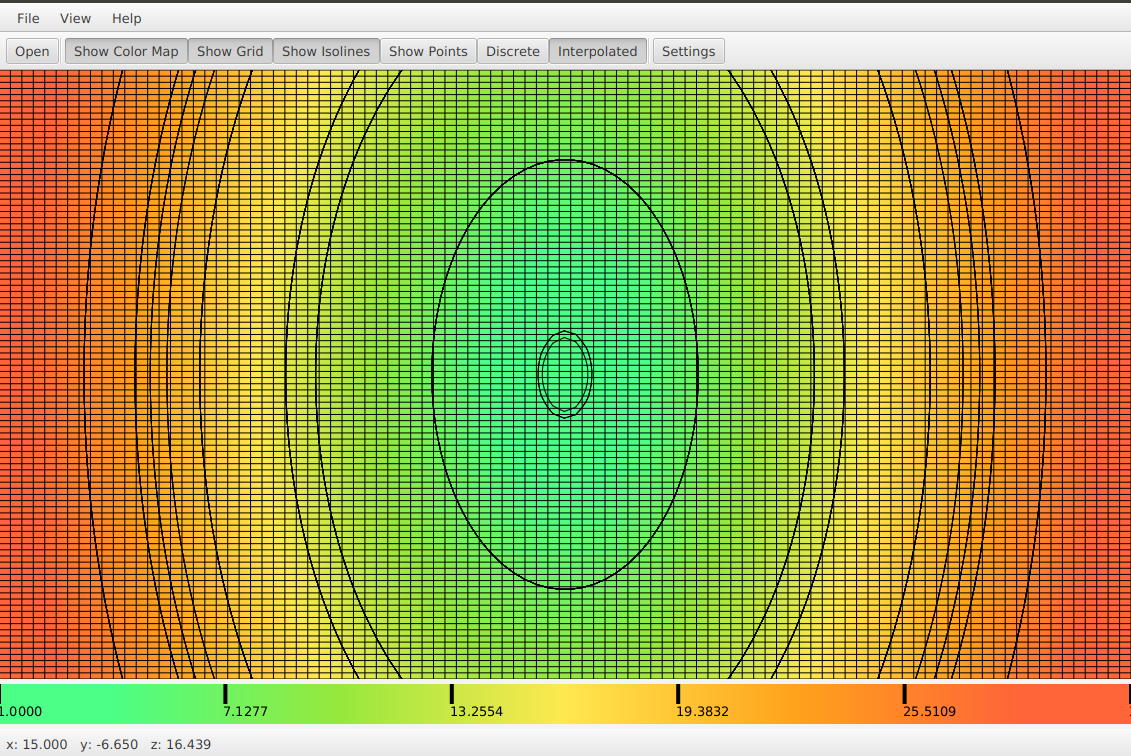 File View Help
Open Show Color Map Show Grid Show Isolines Show Points Discrete Interpolated Settings
1.0000 7.1277 13.2554 19.3832 25.5109
x: 15.000 y: -6.650 z: 16.439